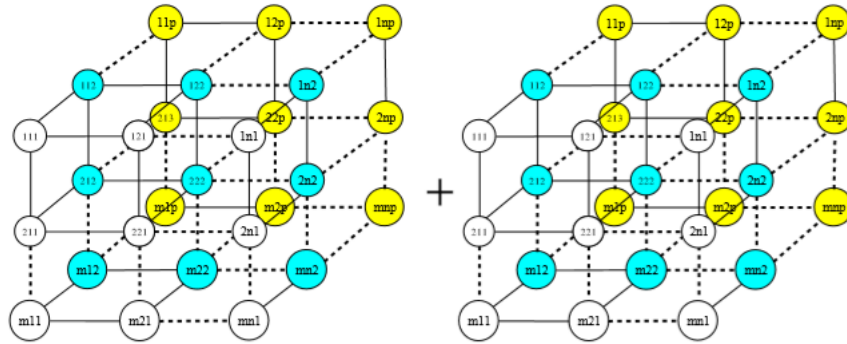 11p 12p 1np 11p 12p 1np
112 122 1n2 112 122 1n2
213 22p 2np 213 22p 2np
111 121 1n1 111 121 1n1
212 222 2n2 212 222 2n2
+
m1p m2p mnp m1p m2p mnp
211 221 2n1 211 221 2n1
m12 m22 mn2 m12 m22 mn2
m11 m21 mn1 m11 m21 mn1